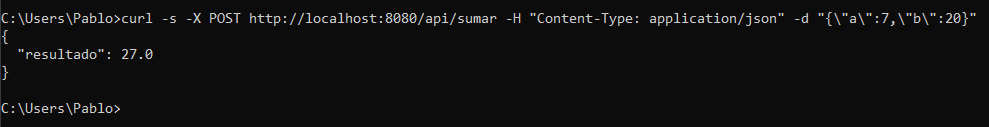 C:\Users\Pablo>curl -s -X POST http://localhost:8080/api/sumar -H "Content-Type: application/json" -d "{\"a\":7,\"b\":20}"
{
  "resultado": 27.0
}
C:\Users\Pablo>